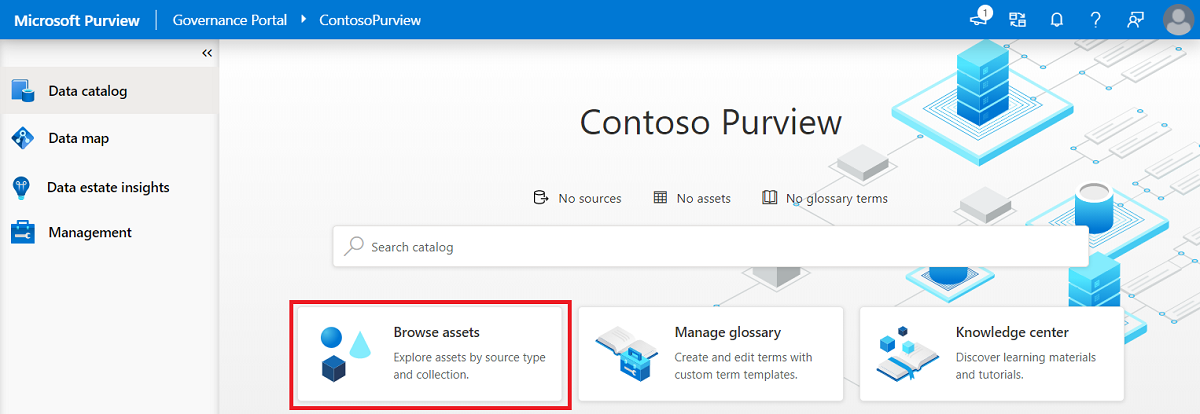 Microsoft Purview Governance Portal ContosoPurview 1
Data catalog
Data map
Data estate insights
Management
Contoso Purview
No sources No assets No glossary terms
Search catalog
Browse assets
Explore assets by source type
and collection.
Manage glossary
Create and edit terms with
custom term templates.
Knowledge center
Discover learning materials
and tutorials.